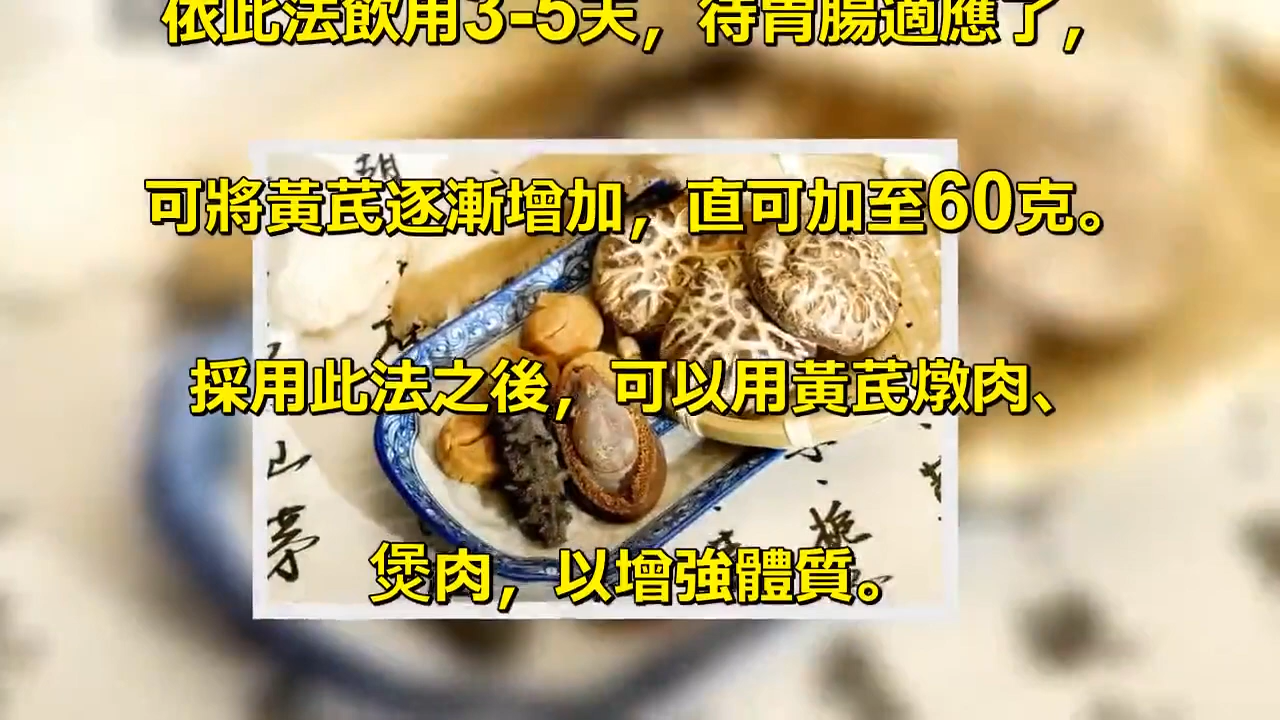 依此法飲用3-5天，待胃腸適應了，
可將黃芪逐漸增加，直可加至60克。
採用此法之後，可以用黃芪燉肉、
煲肉，以增強體質。
山
茅